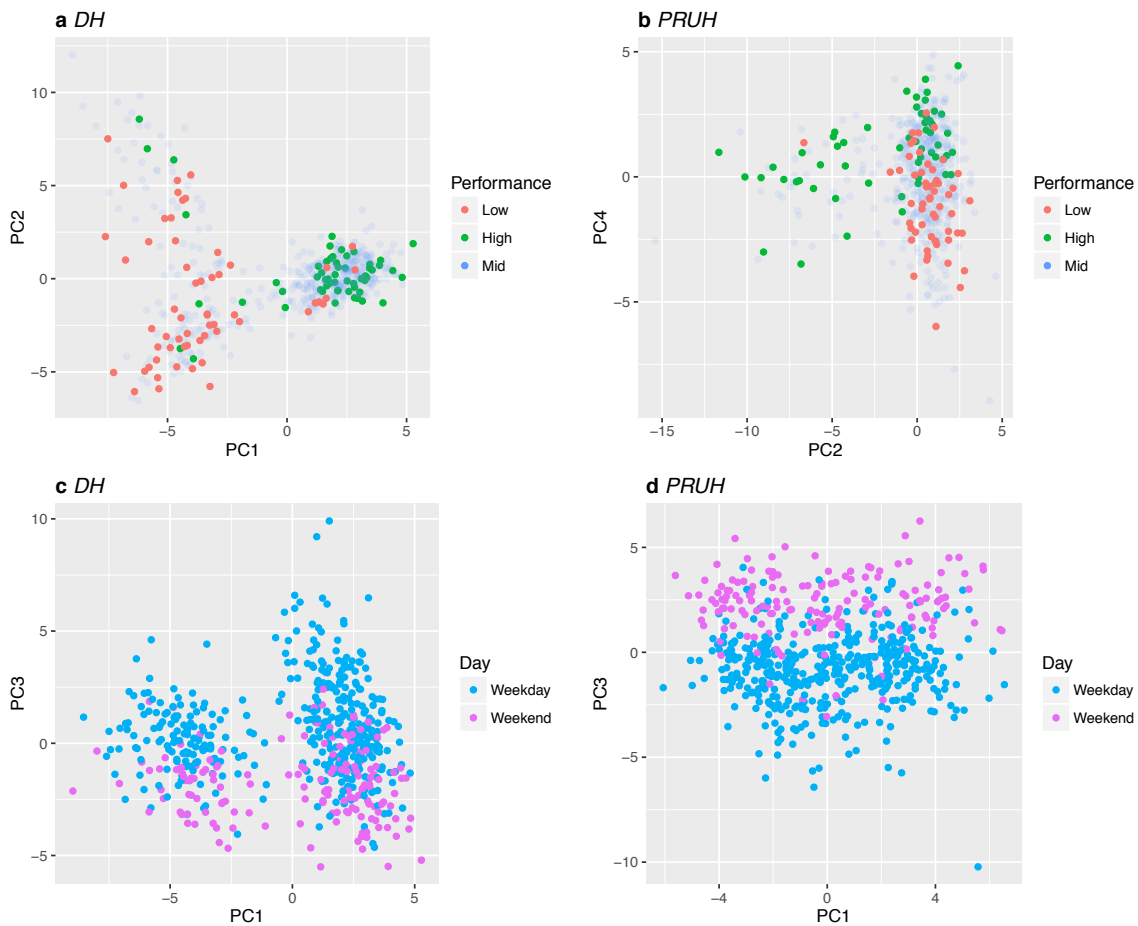 a DH
10
5
0
−5
PC2
−5
0
5
PC1
Performance
Low
High
Mid
b PRUH
5
0
−5
PC4
−15
−10
−5
0
5
PC2
Performance
Low
High
Mid
c DH
10
5
0
−5
PC3
−5
0
5
PC1
Day
Weekday
Weekend
d PRUH
5
0
−5
−10
PC3
−4
0
4
PC1
Day
Weekday
Weekend